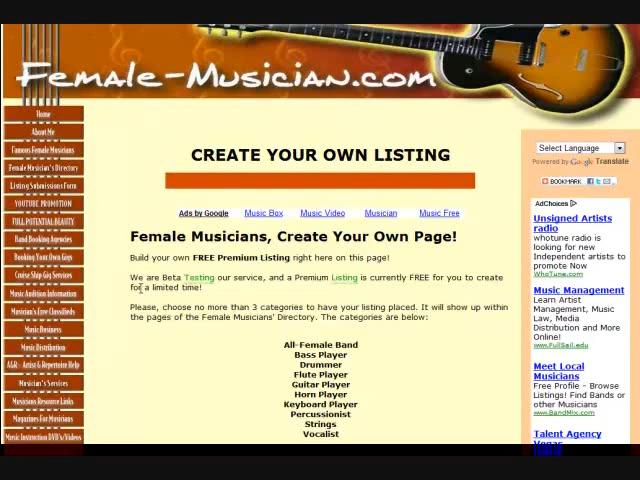 Female-Musician.com
Home
About Me
Famous Female Musicians
Female Musician's Directory
Listing Submissions Form
YOUTUBE PROMOTION
FULL POTENTIAL BEAUTY
Band Booking Agencies
Booking Your Own Gigs
Cruise Ship Gig Services
Music Audition Information
Musician's Free Classifieds
Music Business
Music Distribution
A&R - Artist & Repertoire Help
Musician's Services
Musicians Resource Links
Magazines For Musicians
Music Instruction DVD's/Videos
CREATE YOUR OWN LISTING
Ads by Google Music Box Music Video Musician Music Free
Female Musicians, Create Your Own Page!
Build your own FREE Premium Listing right here on this page!
We are Beta Testing our service, and a Premium Listing is currently FREE for you to create
for a limited time!
Please, choose no more than 3 categories to have your listing placed. It will show up within
the pages of the Female Musicians' Directory. The categories are below:
All-Female Band
Bass Player
Drummer
Flute Player
Guitar Player
Horn Player
Keyboard Player
Percussionist
Strings
Vocalist
Select Language
Powered by Google Translate
BOOKMARK
AdChoices
Unsigned Artists
radio
whotune radio is
looking for new
Independent artists to
promote Now
WhoTune.com
Music Management
Learn Artist
Management, Music
Law, Media
Distribution and More
Online!
www.FullSail.edu
Meet Local
Musicians
Free Profile - Browse
Listings! Find Bands or
other Musicians
www.BandMix.com
Talent Agency
Vegas